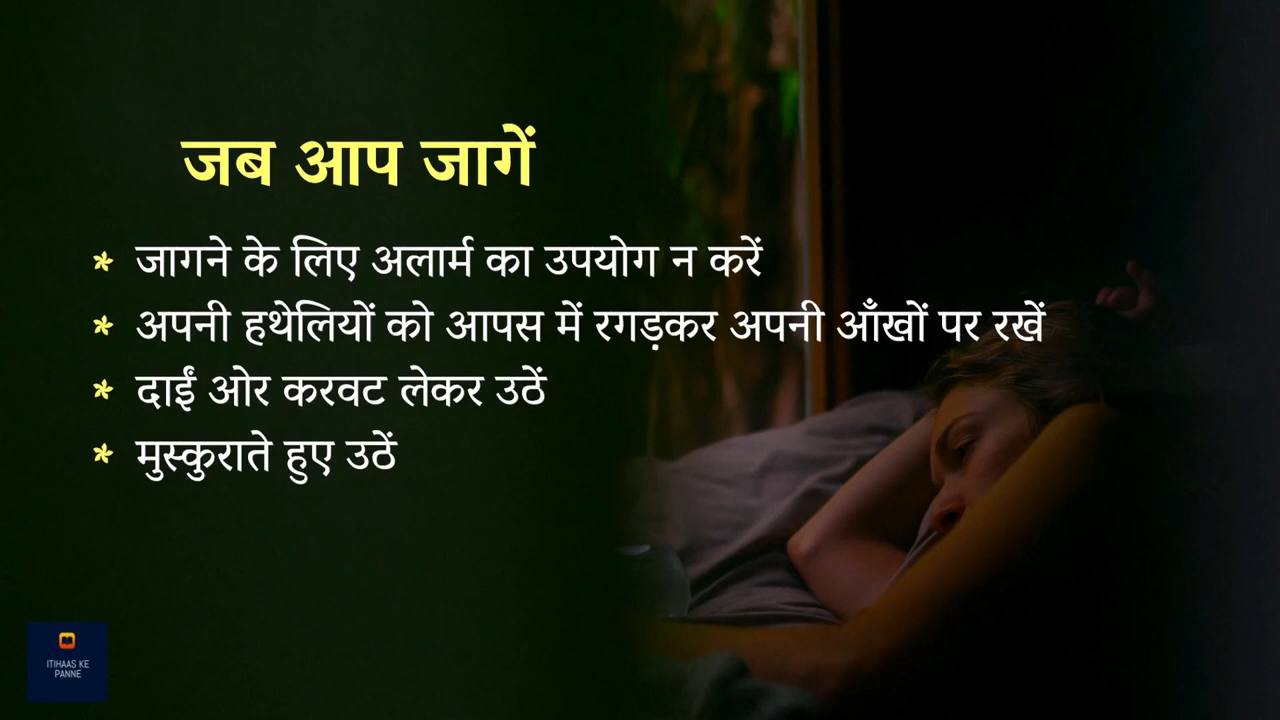 जब आप जागें
* जागने के लिए अलार्म का उपयोग न करें
* अपनी हथेलियों को आपस में रगड़कर अपनी आँखों पर रखें
* दाईं ओर करवट लेकर उठें
* मुस्कुराते हुए उठें
ITIHAAS KE
PANNE